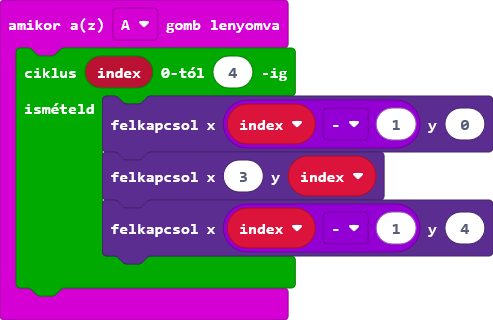 amikor a(z) A gomb lenyomva
ciklus index 0-tól 4 -ig
ismételd
felkapcsol x index - 1 y 0
felkapcsol x 3 y index
felkapcsol x index - 1 y 4